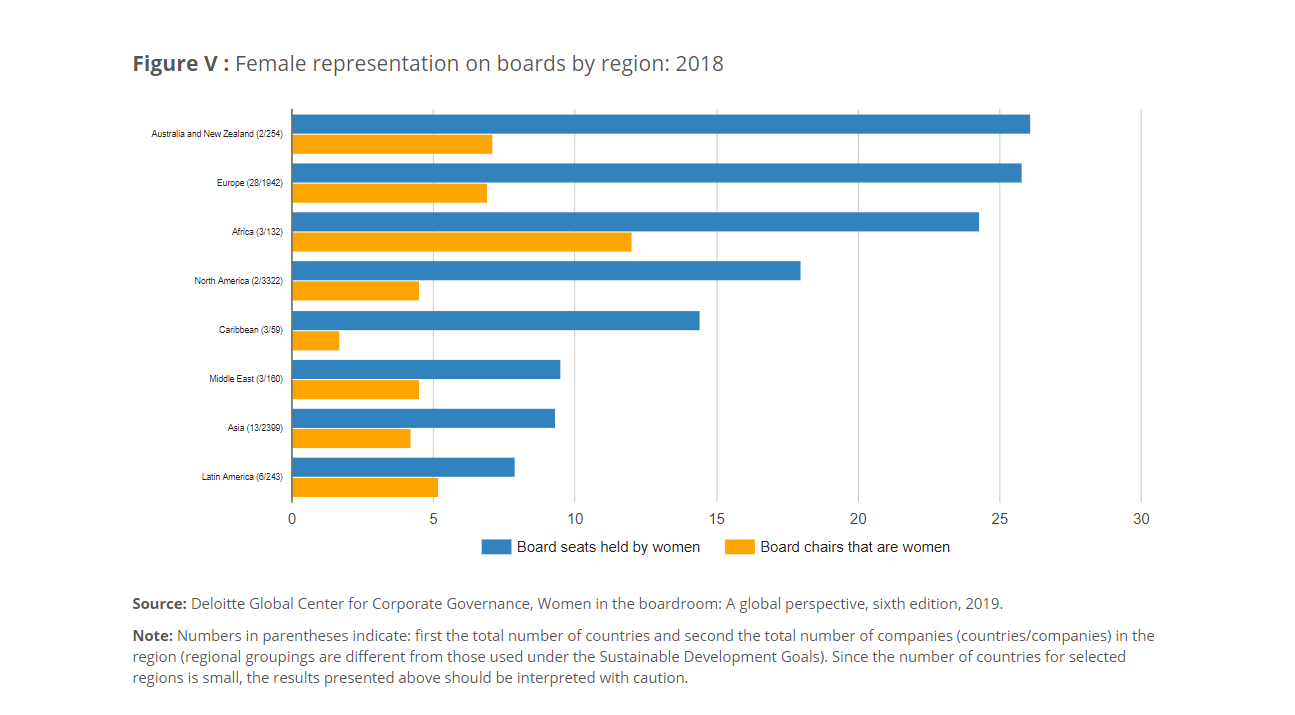 Figure V : Female representation on boards by region: 2018
Australia and New Zealand (2/254)
Europe (28/1942)
Africa (3/132)
North America (2/3322)
Caribbean (3/59)
Middle East (3/160)
Asia (13/2399)
Latin America (6/243)
0 5 10 15 20 25 30
Board seats held by women Board chairs that are women
Source: Deloitte Global Center for Corporate Governance, Women in the boardroom: A global perspective, sixth edition, 2019.
Note: Numbers in parentheses indicate: first the total number of countries and second the total number of companies (countries/companies) in the
region (regional groupings are different from those used under the Sustainable Development Goals). Since the number of countries for selected
regions is small, the results presented above should be interpreted with caution.